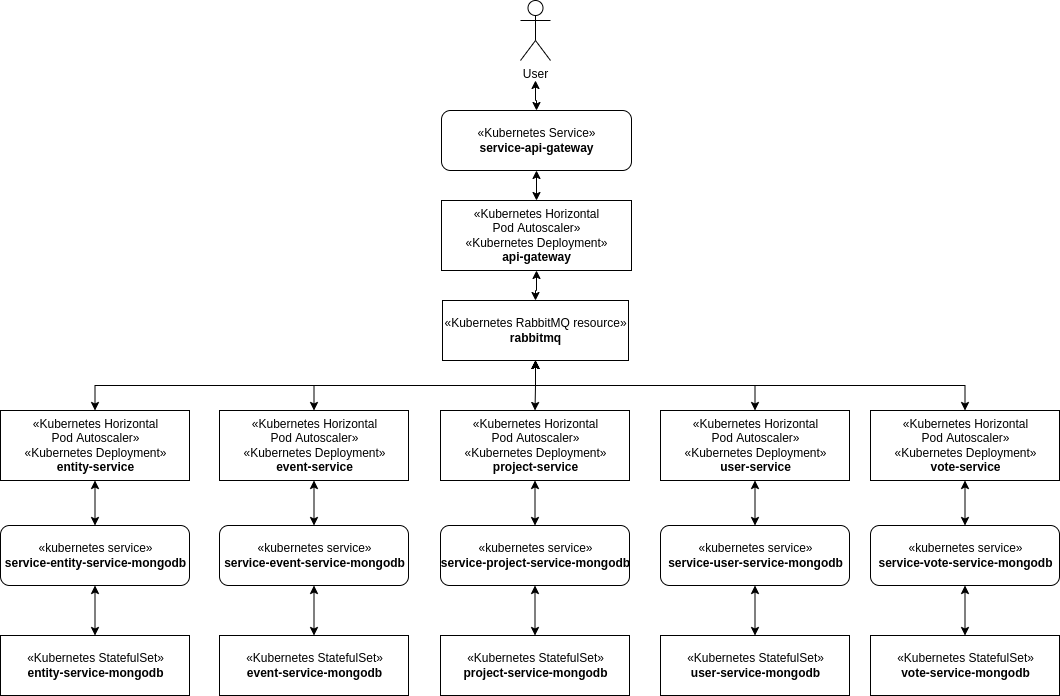 User
«Kubernetes Service»
service-api-gateway
«Kubernetes Horizontal
Pod Autoscaler»
«Kubernetes Deployment»
api-gateway
«Kubernetes RabbitMQ resource»
rabbitmq
«Kubernetes Horizontal
Pod Autoscaler»
«Kubernetes Deployment»
entity-service
«Kubernetes Horizontal
Pod Autoscaler»
«Kubernetes Deployment»
event-service
«Kubernetes Horizontal
Pod Autoscaler»
«Kubernetes Deployment»
project-service
«Kubernetes Horizontal
Pod Autoscaler»
«Kubernetes Deployment»
user-service
«Kubernetes Horizontal
Pod Autoscaler»
«Kubernetes Deployment»
vote-service
«kubernetes service»
service-entity-service-mongodb
«kubernetes service»
service-event-service-mongodb
«kubernetes service»
service-project-service-mongodb
«kubernetes service»
service-user-service-mongodb
«kubernetes service»
service-vote-service-mongodb
«Kubernetes StatefulSet»
entity-service-mongodb
«Kubernetes StatefulSet»
event-service-mongodb
«Kubernetes StatefulSet»
project-service-mongodb
«Kubernetes StatefulSet»
user-service-mongodb
«Kubernetes StatefulSet»
vote-service-mongodb